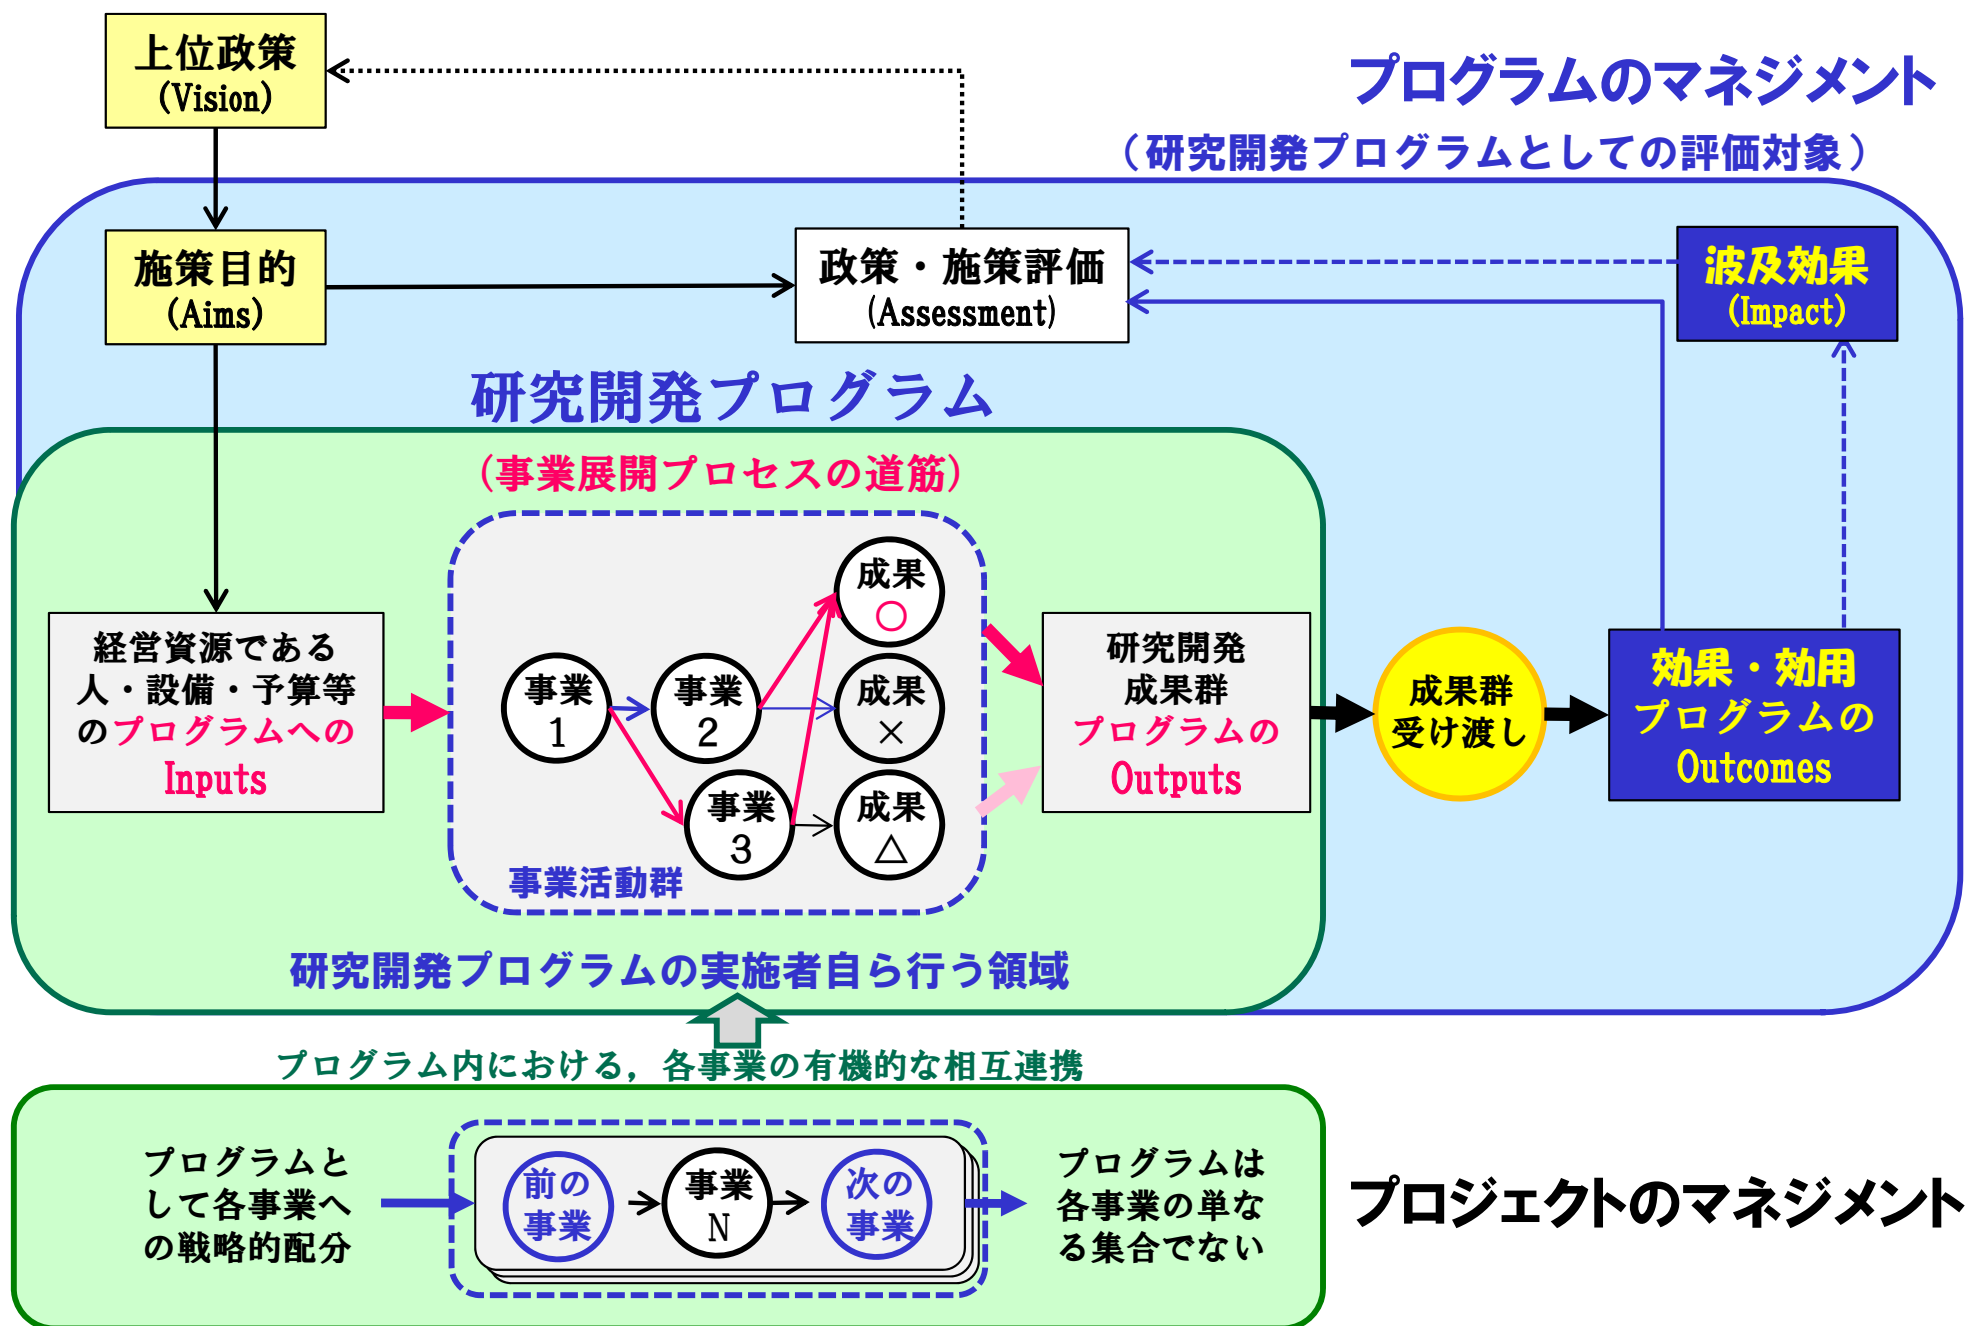 上位政策
(Vision)
プログラムのマネジメント
（研究開発プログラムとしての評価対象）
施策目的
(Aims)
政策・施策評価
(Assessment)
波及効果
(Impact)
研究開発プログラム
(事業展開プロセスの道筋)
経営資源である
人・設備・予算等
のプログラムへの
Inputs
事業
1
事業
2
事業
3
成果
○
成果
×
成果
△
事業活動群
研究開発
成果群
プログラムの
Outputs
成果群
受け渡し
効果・効用
プログラムの
Outcomes
研究開発プログラムの実施者自ら行う領域
プログラム内における，各事業の有機的な相互連携
プログラムと
して各事業へ
の戦略的配分
前の
事業
事業
N
次の
事業
プログラムは
各事業の単な
る集合でない
プロジェクトのマネジメント